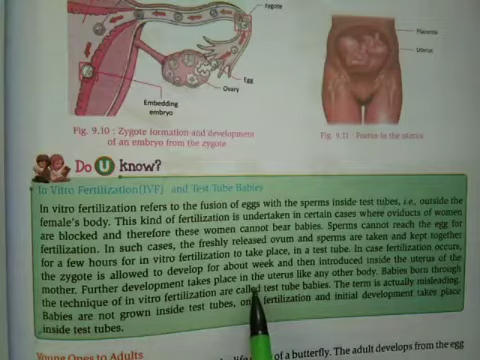 Zygote
Placenta
Uterus
Egg
Ovary
Embedding
embryo
Fig. 9.10 : Zygote formation and development
of an embryo from the zygote
Fig. 9.11 : Foetus in the uterus
Do U know?
In Vitro Fertilization(IVF) and Test Tube Babies
In vitro fertilization refers to the fusion of eggs with the sperms inside test tubes, i.e., outside the
female's body. This kind of fertilization is undertaken in certain cases where oviducts of women
are blocked and therefore these women cannot bear babies. Sperms cannot reach the egg for
fertilization. In such cases, the freshly released ovum and sperms are taken and kept together
for a few hours for in vitro fertilization to take place, in a test tube. In case fertilization occurs,
the zygote is allowed to develop for about week and then introduced inside the uterus of the
mother. Further development takes place in the uterus like any other body. Babies born through
the technique of in vitro fertilization are called test tube babies. The term is actually misleading.
Babies are not grown inside test tubes, fertilization and initial development takes place
inside test tubes.
Young Ones to Adults
of a butterfly. The adult develops from the egg